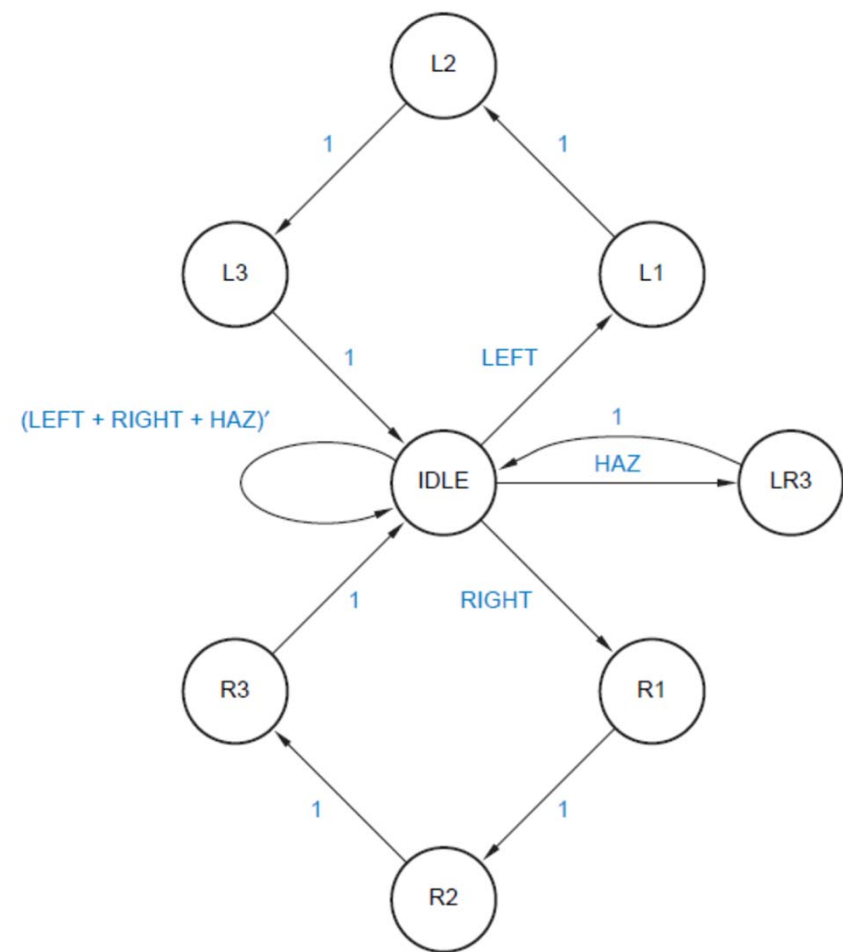 L2
1
1
L3
L1
1
LEFT
(LEFT + RIGHT + HAZ)′
1
IDLE
HAZ
LR3
1
RIGHT
R3
R1
1
1
R2